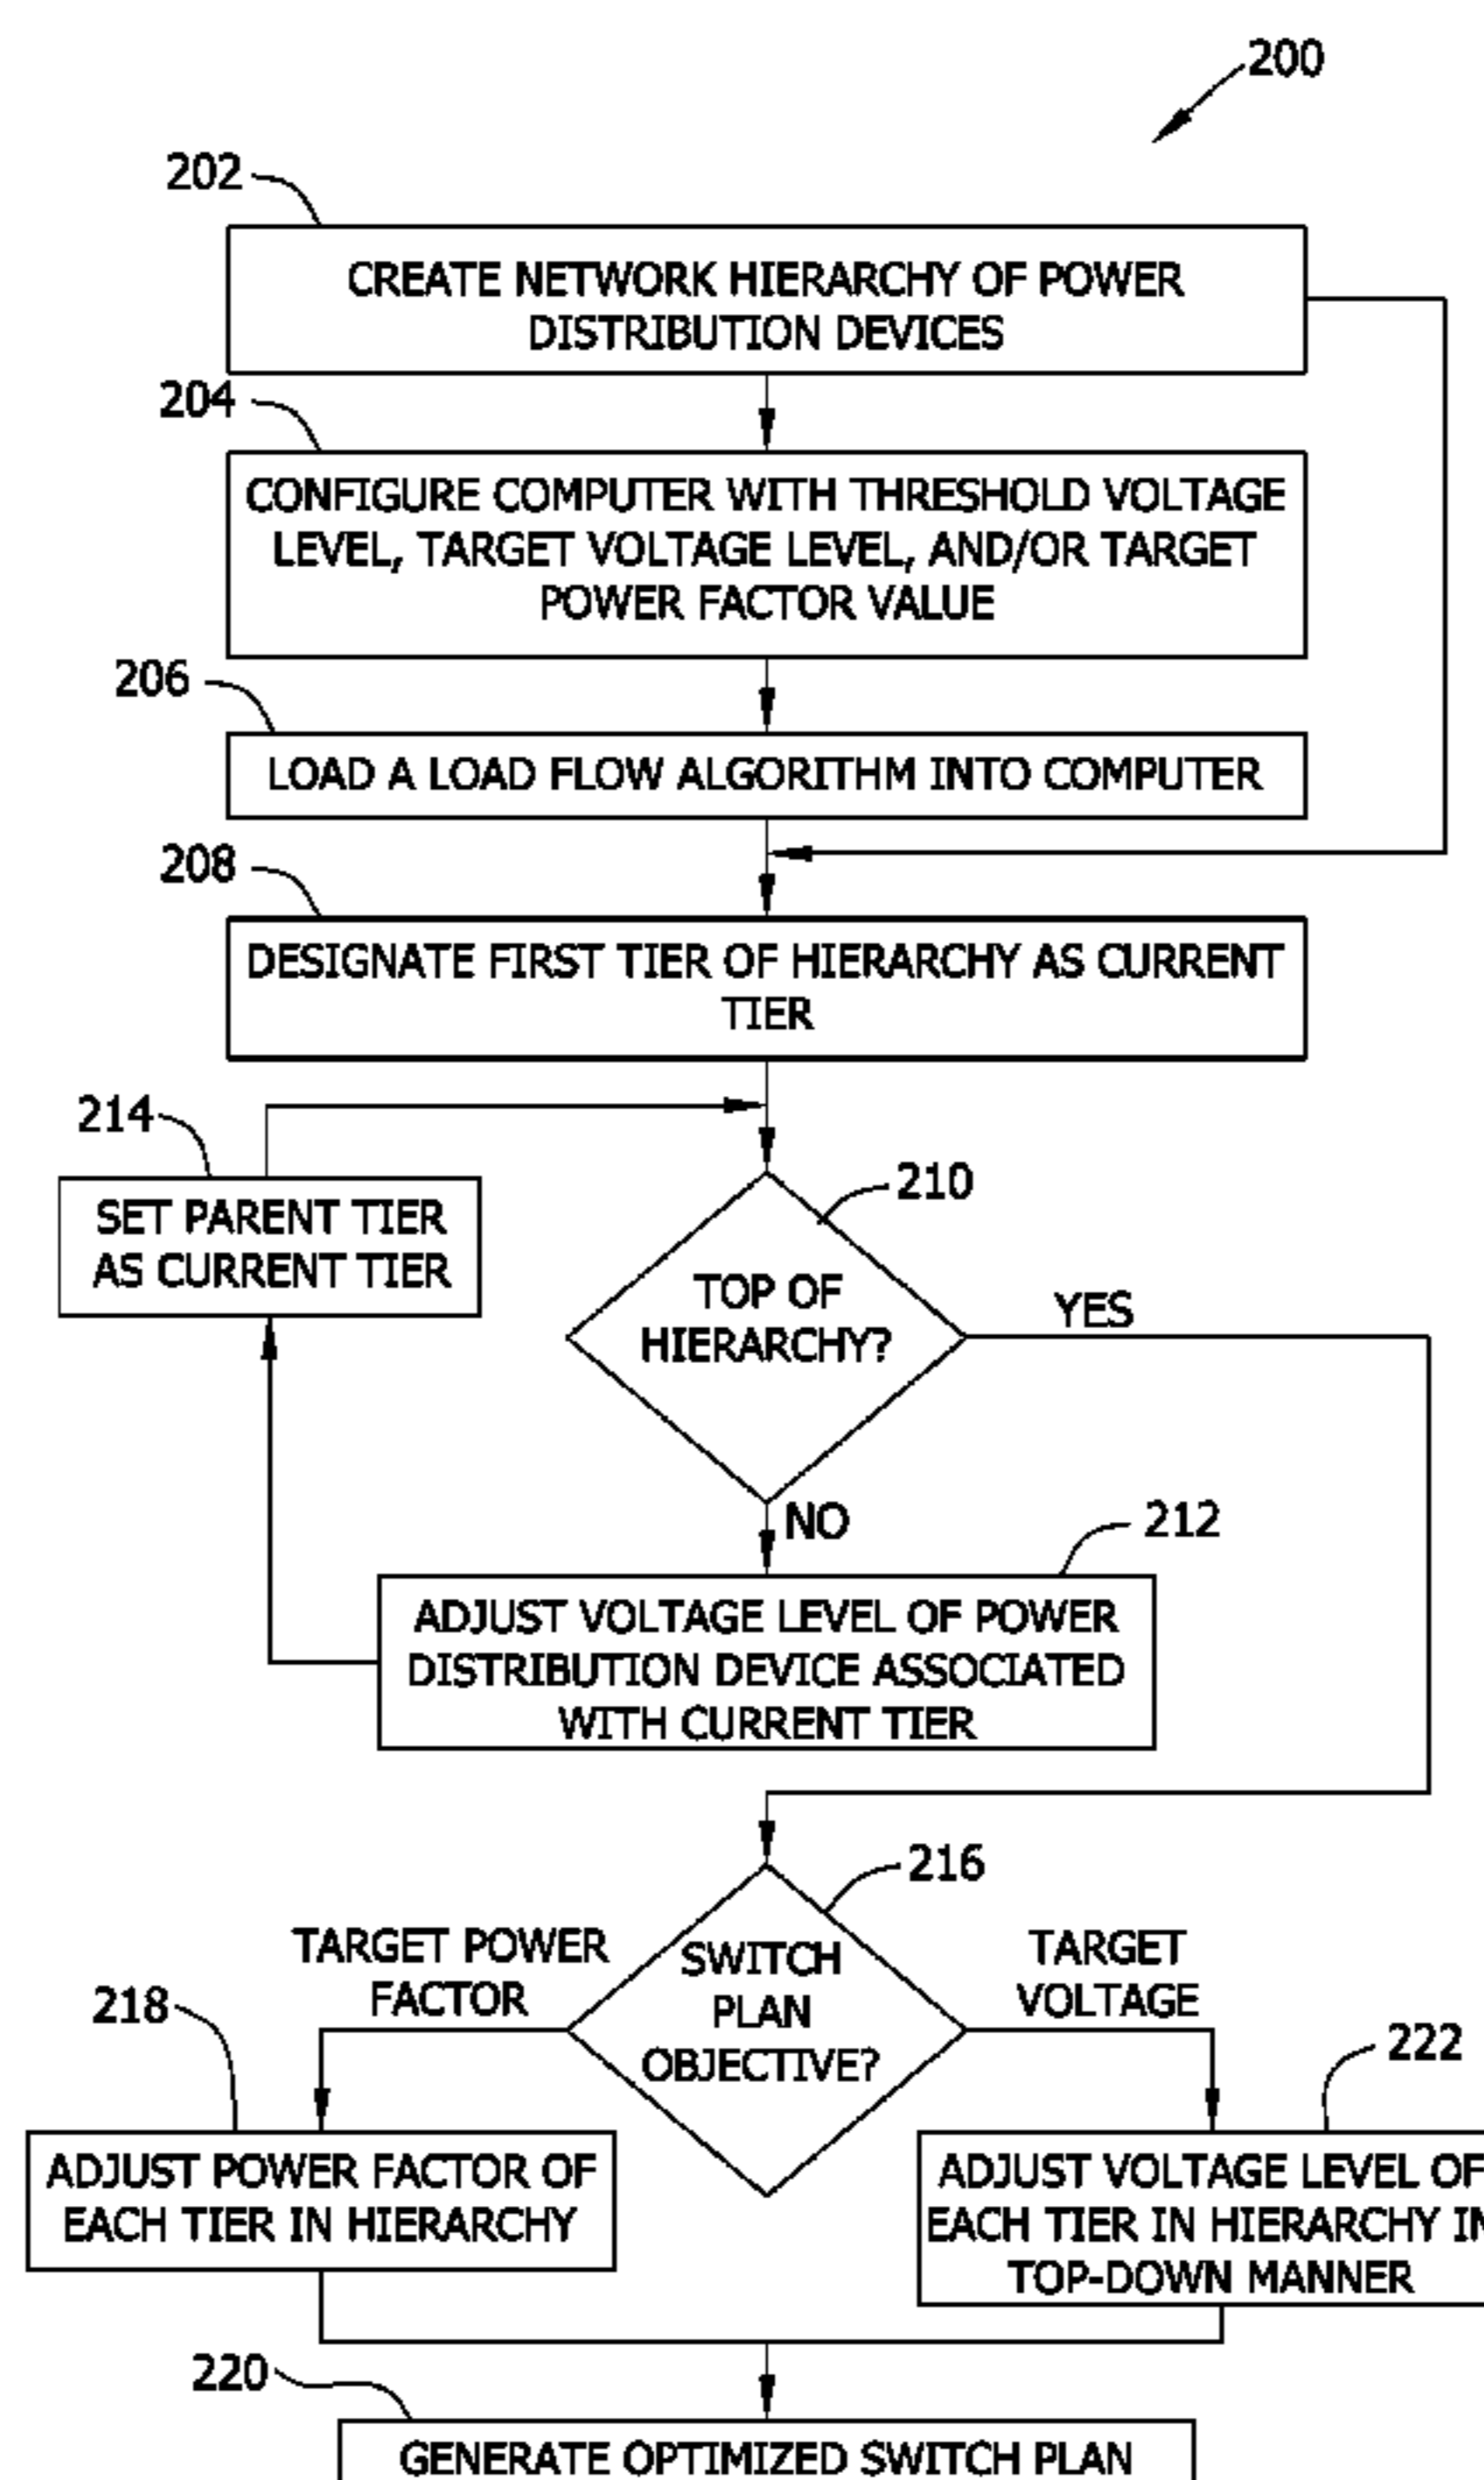 200
202
CREATE NETWORK HIERARCHY OF POWER
DISTRIBUTION DEVICES
204
CONFIGURE COMPUTER WITH THRESHOLD VOLTAGE
LEVEL, TARGET VOLTAGE LEVEL, AND/OR TARGET
POWER FACTOR VALUE
206
LOAD A LOAD FLOW ALGORITHM INTO COMPUTER
208
DESIGNATE FIRST TIER OF HIERARCHY AS CURRENT
TIER
214
SET PARENT TIER
AS CURRENT TIER
210
TOP OF
HIERARCHY?
YES
NO
212
ADJUST VOLTAGE LEVEL OF POWER
DISTRIBUTION DEVICE ASSOCIATED
WITH CURRENT TIER
216
SWITCH
PLAN
OBJECTIVE?
TARGET POWER
FACTOR
TARGET
VOLTAGE
218
222
ADJUST POWER FACTOR OF
EACH TIER IN HIERARCHY
ADJUST VOLTAGE LEVEL OF
EACH TIER IN HIERARCHY IN
TOP-DOWN MANNER
220
GENERATE OPTIMIZED SWITCH PLAN